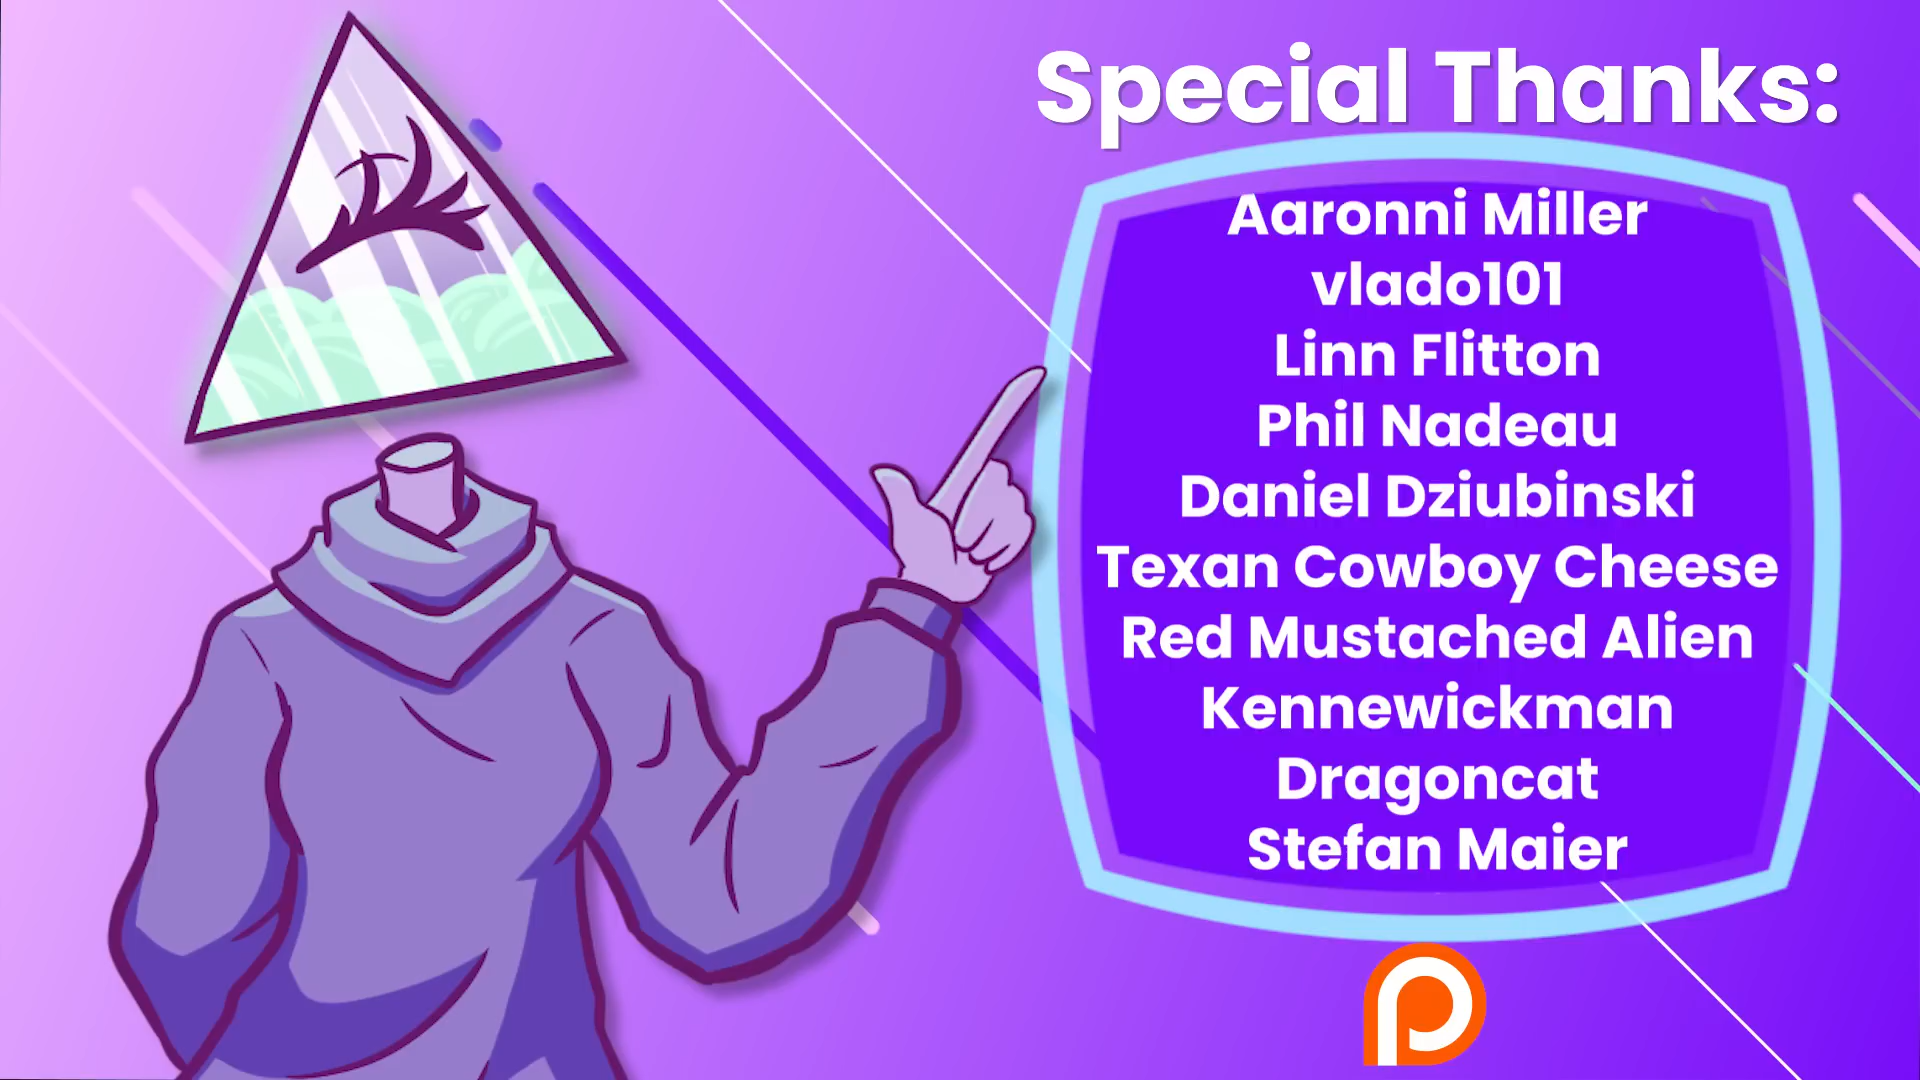 Special Thanks:
Aaronni Miller
vlado101
Linn Flitton
Phil Nadeau
Daniel Dziubinski
Texan Cowboy Cheese
Red Mustached Alien
Kennewickman
Dragoncat
Stefan Maier